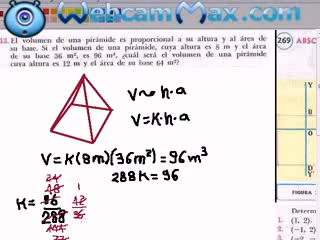 WebcamMax.com
13. El volumen de una pirámide es proporcional a su altura y al área de
su base. Si el volumen de una pirámide, cuya altura es 8 m y el área
de su base 36 m², es 96 m³, ¿cuál será el volumen de una pirámide
cuya altura es 12 m y el área de su base 64 m²?
269 ABSC
V ~ h·a
V = K·h·a
V = K(8m)(36m²) = 96m³
288K = 96
K =
288
FIGURA
Determ
1. (1, 2).
2. (−1, 2)